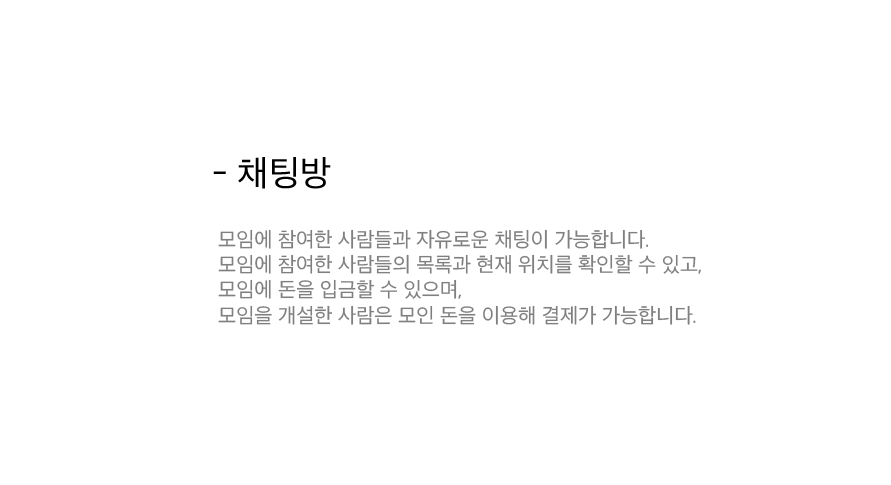 - 채팅방
모임에 참여한 사람들과 자유로운 채팅이 가능합니다.
모임에 참여한 사람들의 목록과 현재 위치를 확인할 수 있고,
모임에 돈을 입금할 수 있으며,
모임을 개설한 사람은 모인 돈을 이용해 결제가 가능합니다.